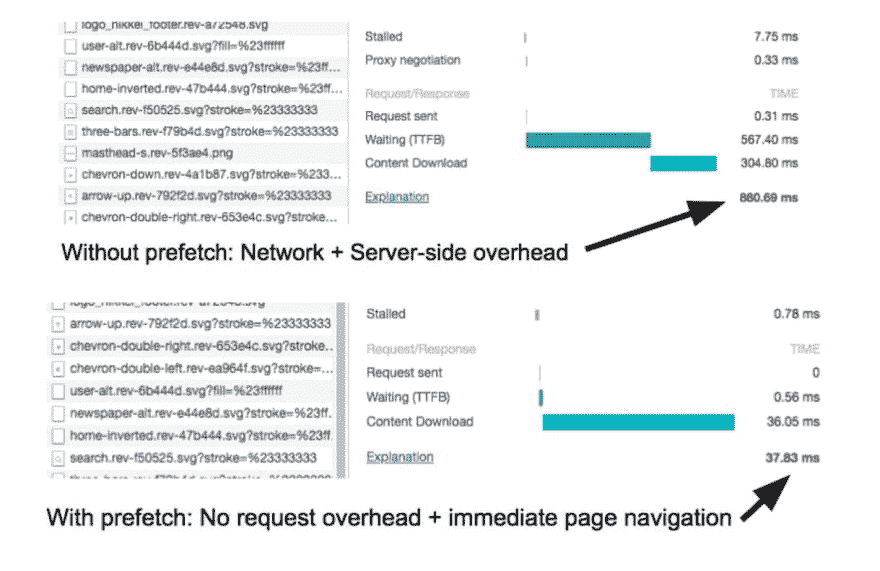 logo_nikkei_footer.rev-a72548.svg
user-alt.rev-6b444d.svg?fill=%23ffffff
newspaper-alt.rev-e44e8d.svg?stroke=%23ff...
home-inverted.rev-47b444.svg?stroke=%23ff...
search.rev-f50525.svg?stroke=%23333333
three-bars.rev-f79b4d.svg?stroke=%23333333
masthead-s.rev-5f3ae4.png
chevron-down.rev-4a1b87.svg?stroke=%233...
arrow-up.rev-792f2d.svg?stroke=%23333333
chevron-double-right.rev-653e4c.svg?stroke...
Stalled 7.75 ms
Proxy negotiation 0.33 ms
Request/Response TIME
Request sent 0.31 ms
Waiting (TTFB) 567.40 ms
Content Download 304.80 ms
Explanation 880.69 ms
Without prefetch: Network + Server-side overhead
logo_nikkei_footer.rev-a72548.svg
arrow-up.rev-792f2d.svg?stroke=%23333333
chevron-double-right.rev-653e4c.svg?stroke..
chevron-double-left.rev-ea964f.svg?stroke=...
user-alt.rev-6b444d.svg?fill=%23ffffff
newspaper-alt.rev-e44e8d.svg?stroke=%23ff.
home-inverted.rev-47b444.svg?stroke=%23ff
search.rev-f50525.svg?stroke=%23333333
Stalled 0.78 ms
Request/Response TIME
Request sent 0
Waiting (TTFB) 0.56 ms
Content Download 36.05 ms
Explanation 37.83 ms
With prefetch: No request overhead + immediate page navigation